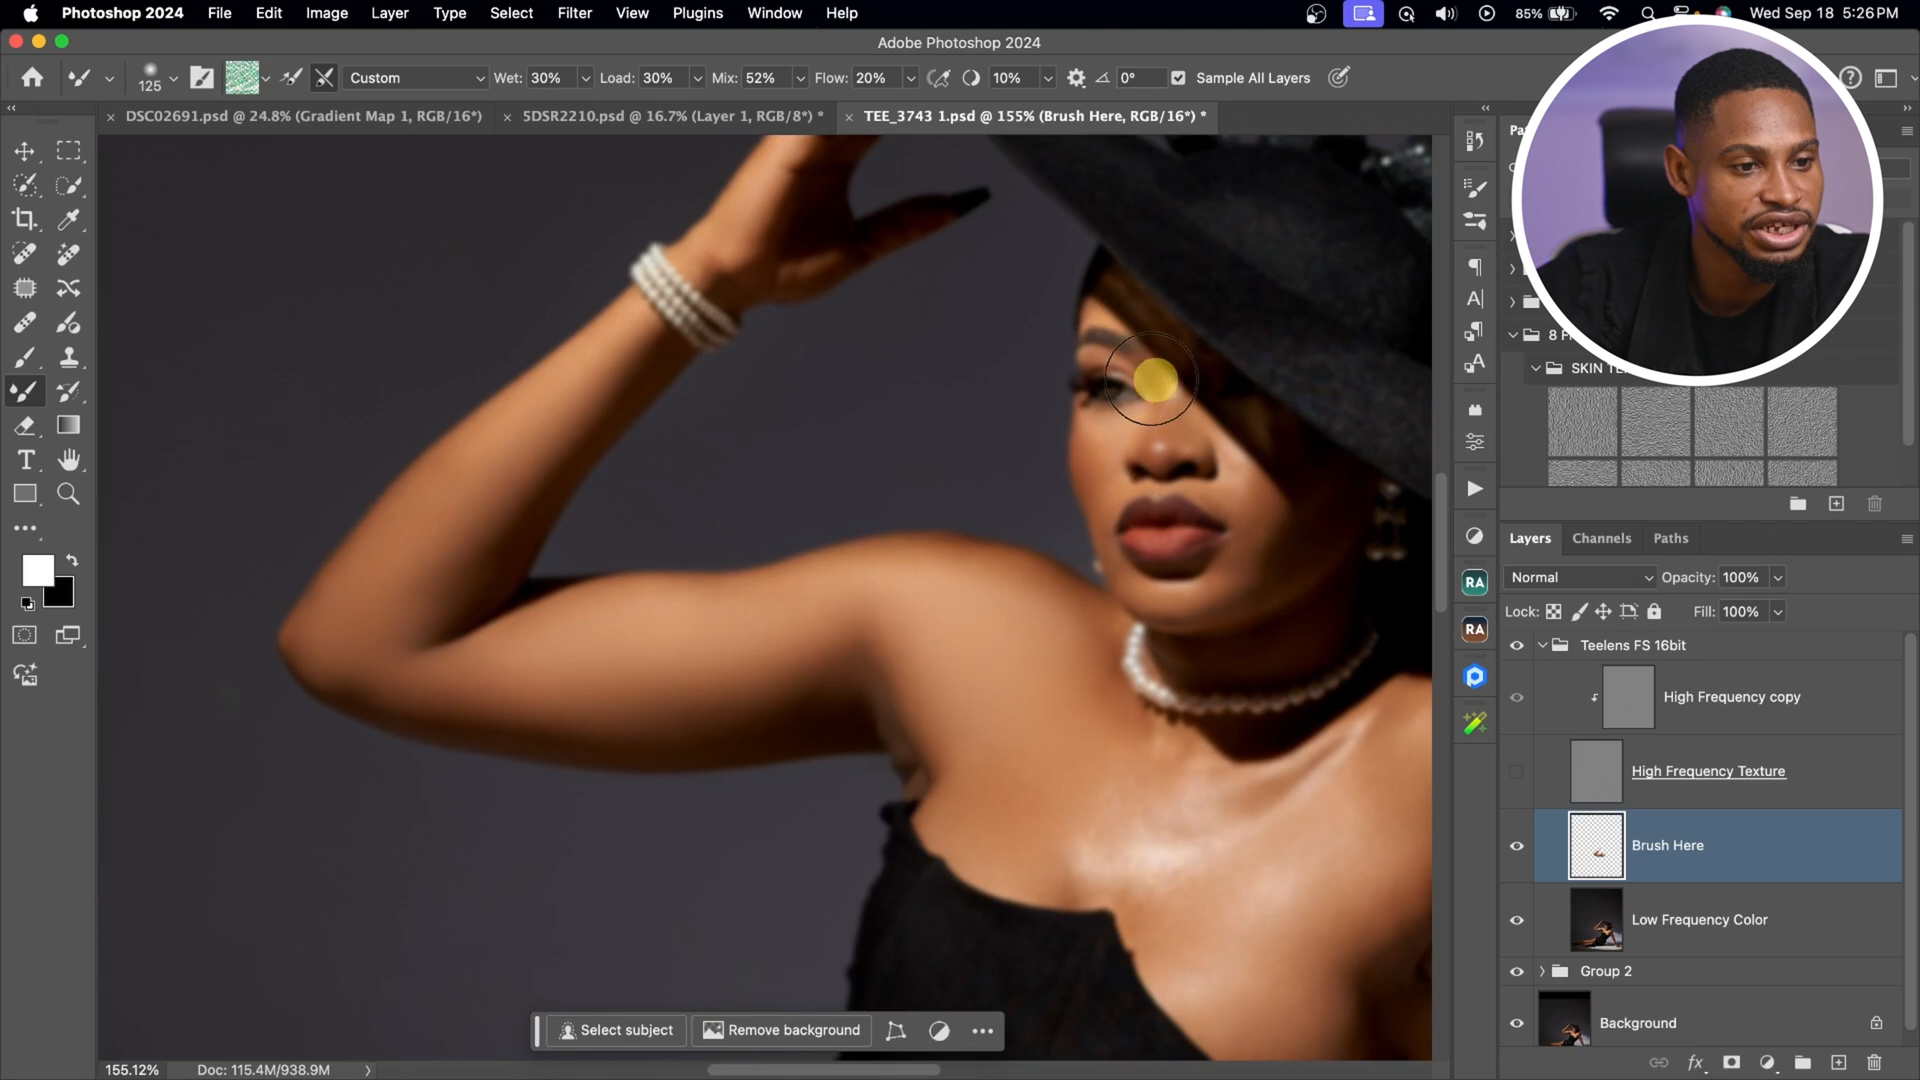 Photoshop 2024 File Edit Image Layer Type Select Filter View Plugins Window Help 85% Wed Sep 18 5:26 PM
Adobe Photoshop 2024
125 Custom Wet: 30% Load: 30% Mix: 52% Flow: 20% 10% 0° Sample All Layers
DSC02691.psd @ 24.8% (Gradient Map 1, RGB/16*) 5DSR2210.psd @ 16.7% (Layer 1, RGB/8*) * TEE_3743 1.psd @ 155% (Brush Here, RGB/16*) *
SKIN
Layers Channels Paths
Normal Opacity: 100%
Lock: Fill: 100%
Teelens FS 16bit
High Frequency copy
High Frequency Texture
Brush Here
Low Frequency Color
Group 2
Background
RA
RA
Select subject Remove background
155.12% Doc: 115.4M/938.9M